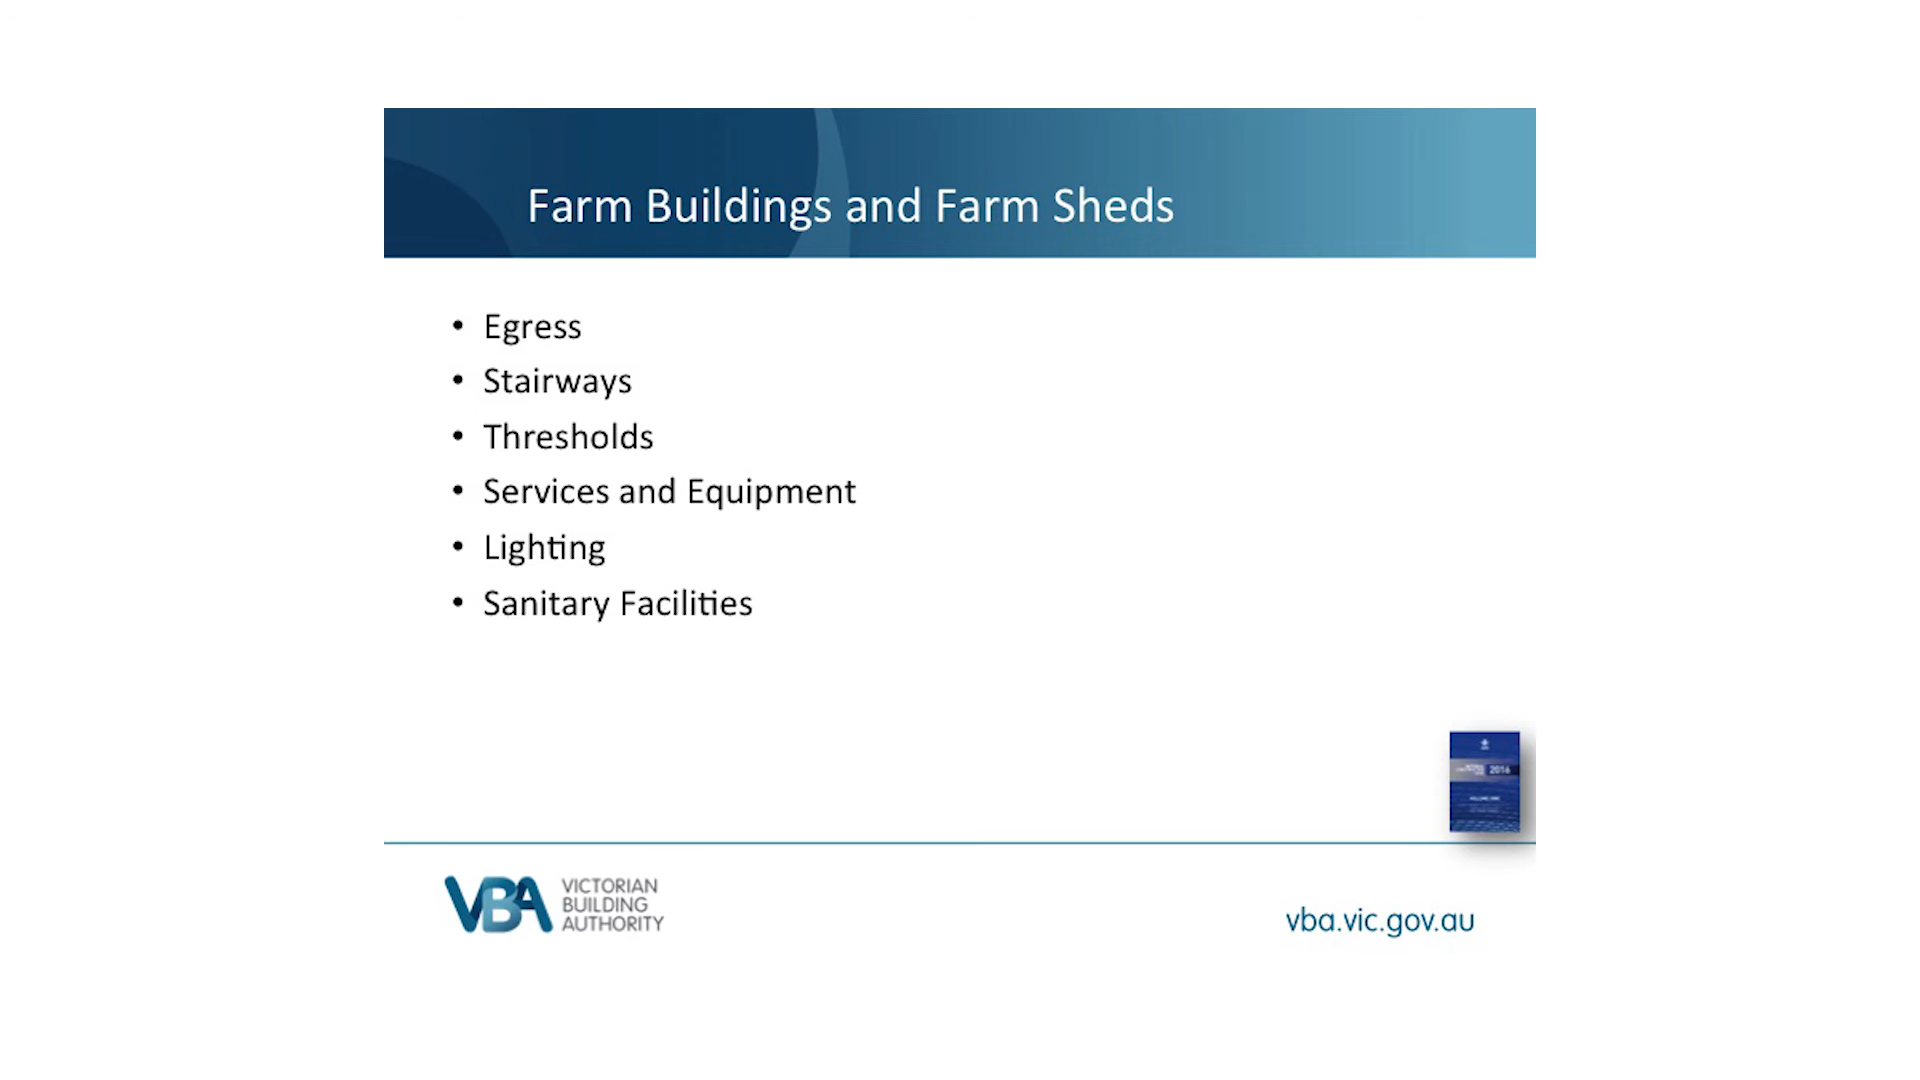 Farm Buildings and Farm Sheds
• Egress
• Stairways
• Thresholds
• Services and Equipment
• Lighting
• Sanitary Facilities
2016
VBA
VICTORIAN
BUILDING
AUTHORITY
vba.vic.gov.au